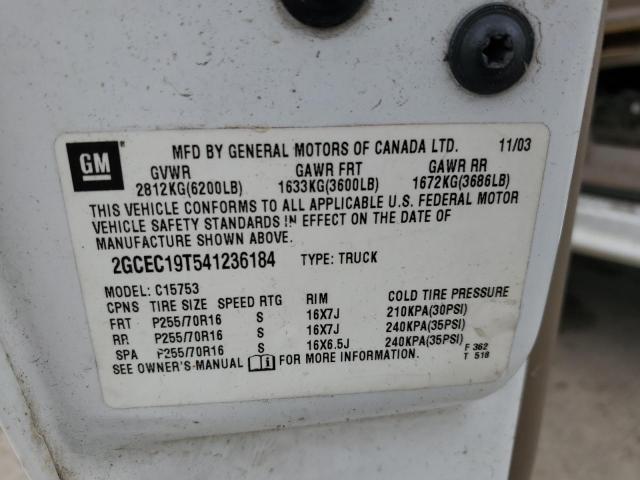 GM
MFD BY GENERAL MOTORS OF CANADA LTD. 11/03
GVWR GAWR FRT GAWR RR
2812KG(6200LB) 1633KG(3600LB) 1672KG(3686LB)
THIS VEHICLE CONFORMS TO ALL APPLICABLE U.S. FEDERAL MOTOR
VEHICLE SAFETY STANDARDS IN EFFECT ON THE DATE OF
MANUFACTURE SHOWN ABOVE.
2GCEC19T541236184 TYPE: TRUCK
MODEL: C15753
CPNS TIRE SIZE SPEED RTG RIM COLD TIRE PRESSURE
FRT P255/70R16 S 16X7J 210KPA(30PSI)
RR P255/70R16 S 16X7J 240KPA(35PSI)
SPA P255/70R16 S 16X6.5J 240KPA(35PSI)
SEE OWNER'S MANUAL FOR MORE INFORMATION.
F 362
T 518